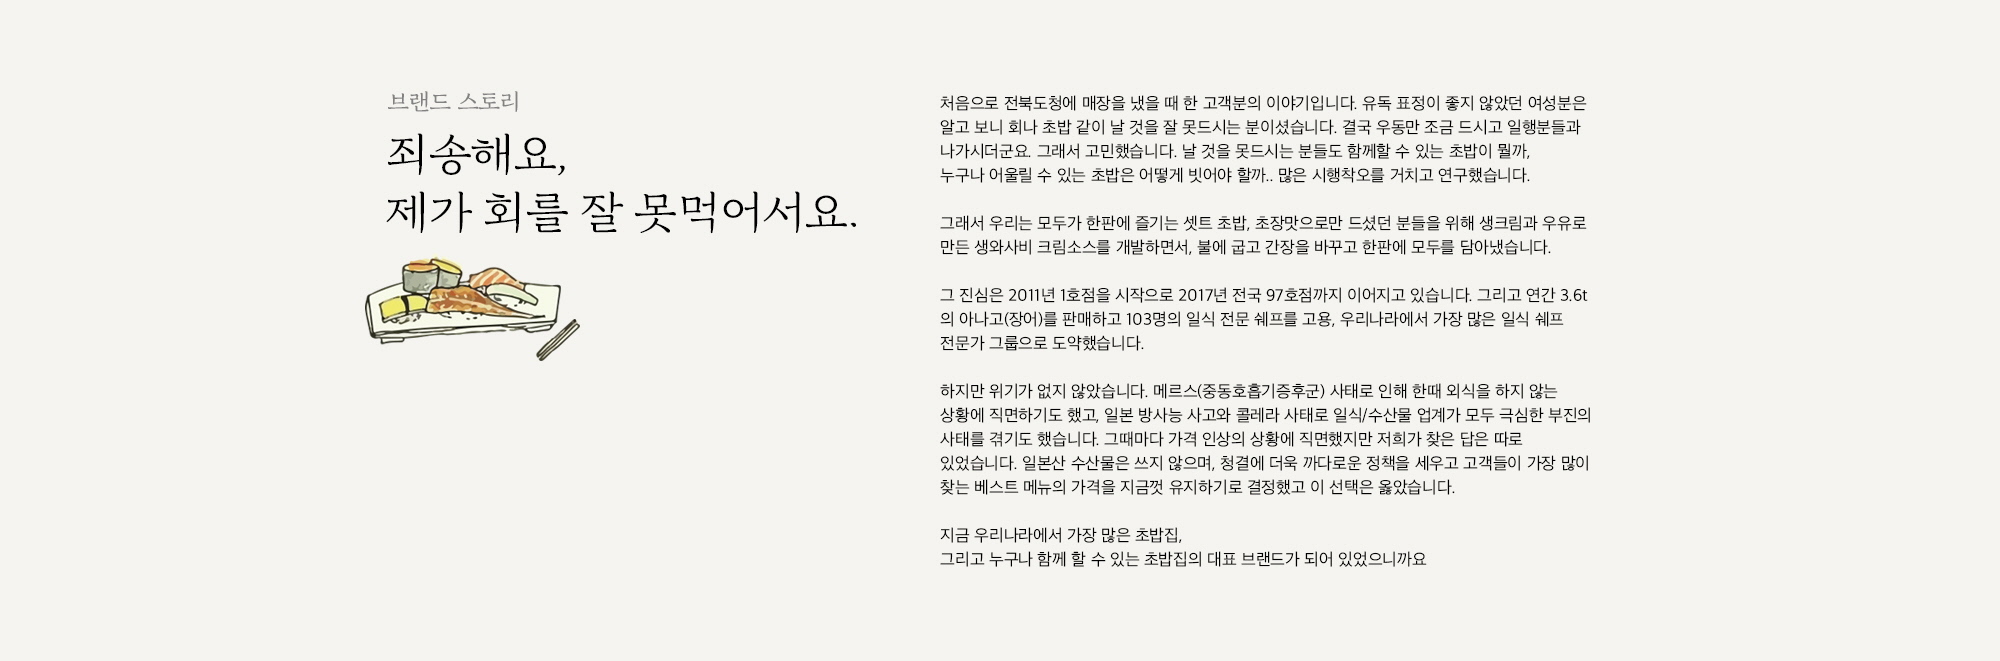 브랜드 스토리
죄송해요,
제가 회를 잘 못먹어서요.
처음으로 전북도청에 매장을 냈을 때 한 고객분의 이야기입니다. 유독 표정이 좋지 않았던 여성분은
알고 보니 회나 초밥 같이 날 것을 잘 못드시는 분이셨습니다. 결국 우동만 조금 드시고 일행분들과
나가시더군요. 그래서 고민했습니다. 날 것을 못드시는 분들도 함께할 수 있는 초밥이 뭘까,
누구나 어울릴 수 있는 초밥은 어떻게 빗어야 할까.. 많은 시행착오를 거치고 연구했습니다.
그래서 우리는 모두가 한판에 즐기는 셋트 초밥, 초장맛으로만 드셨던 분들을 위해 생크림과 우유로
만든 생와사비 크림소스를 개발하면서, 불에 굽고 간장을 바꾸고 한판에 모두를 담아냈습니다.
그 진심은 2011년 1호점을 시작으로 2017년 전국 97호점까지 이어지고 있습니다. 그리고 연간 3.6t
의 아나고(장어)를 판매하고 103명의 일식 전문 쉐프를 고용, 우리나라에서 가장 많은 일식 쉐프
전문가 그룹으로 도약했습니다.
하지만 위기가 없지 않았습니다. 메르스(중동호흡기증후군) 사태로 인해 한때 외식을 하지 않는
상황에 직면하기도 했고, 일본 방사능 사고와 콜레라 사태로 일식/수산물 업계가 모두 극심한 부진의
사태를 겪기도 했습니다. 그때마다 가격 인상의 상황에 직면했지만 저희가 찾은 답은 따로
있었습니다. 일본산 수산물은 쓰지 않으며, 청결에 더욱 까다로운 정책을 세우고 고객들이 가장 많이
찾는 베스트 메뉴의 가격을 지금껏 유지하기로 결정했고 이 선택은 옳았습니다.
지금 우리나라에서 가장 많은 초밥집,
그리고 누구나 함께 할 수 있는 초밥집의 대표 브랜드가 되어 있었으니까요